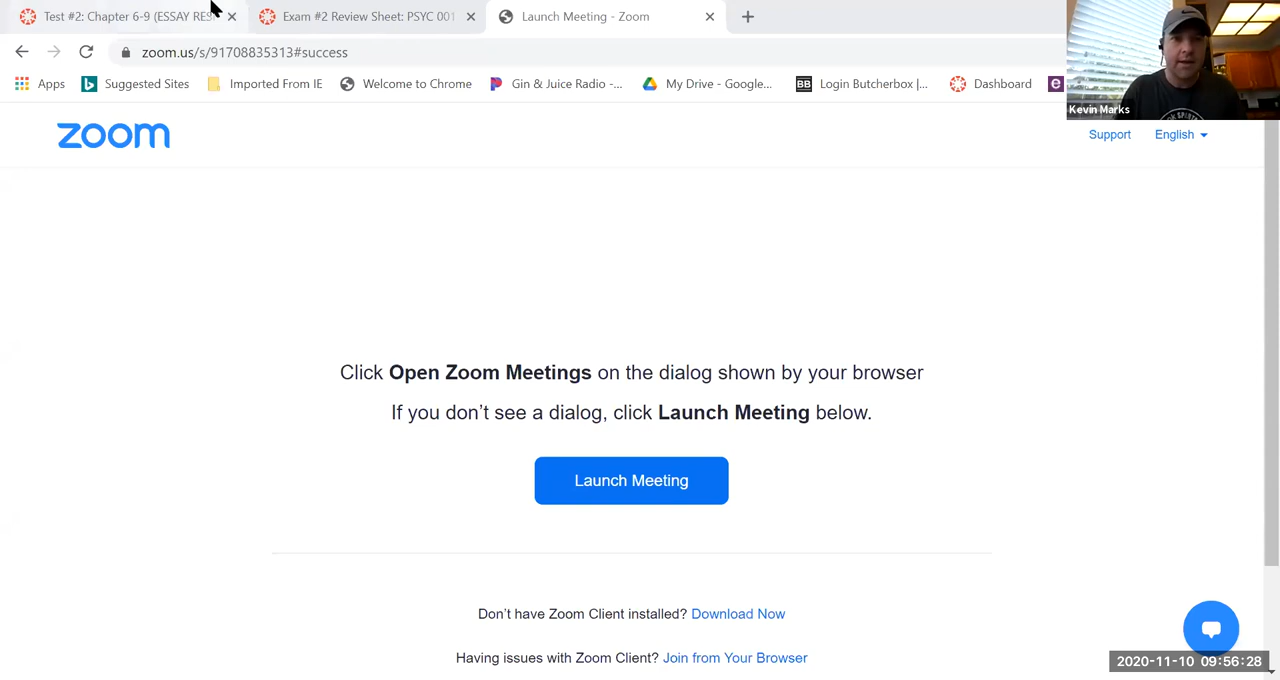 Test #2: Chapter 6-9 (ESSAY RES
Exam #2 Review Sheet: PSYC 001
Launch Meeting - Zoom
zoom.us/s/91708835313#success
Apps
Suggested Sites
Imported From IE
Gin & Juice Radio -...
My Drive - Google...
BB
Login Butcherbox |...
Dashboard
e
Kevin Marks
zoom
Support
English
Click Open Zoom Meetings on the dialog shown by your browser
If you don't see a dialog, click Launch Meeting below.
Launch Meeting
Don't have Zoom Client installed? Download Now
Having issues with Zoom Client? Join from Your Browser
2020-11-10 09:56:28